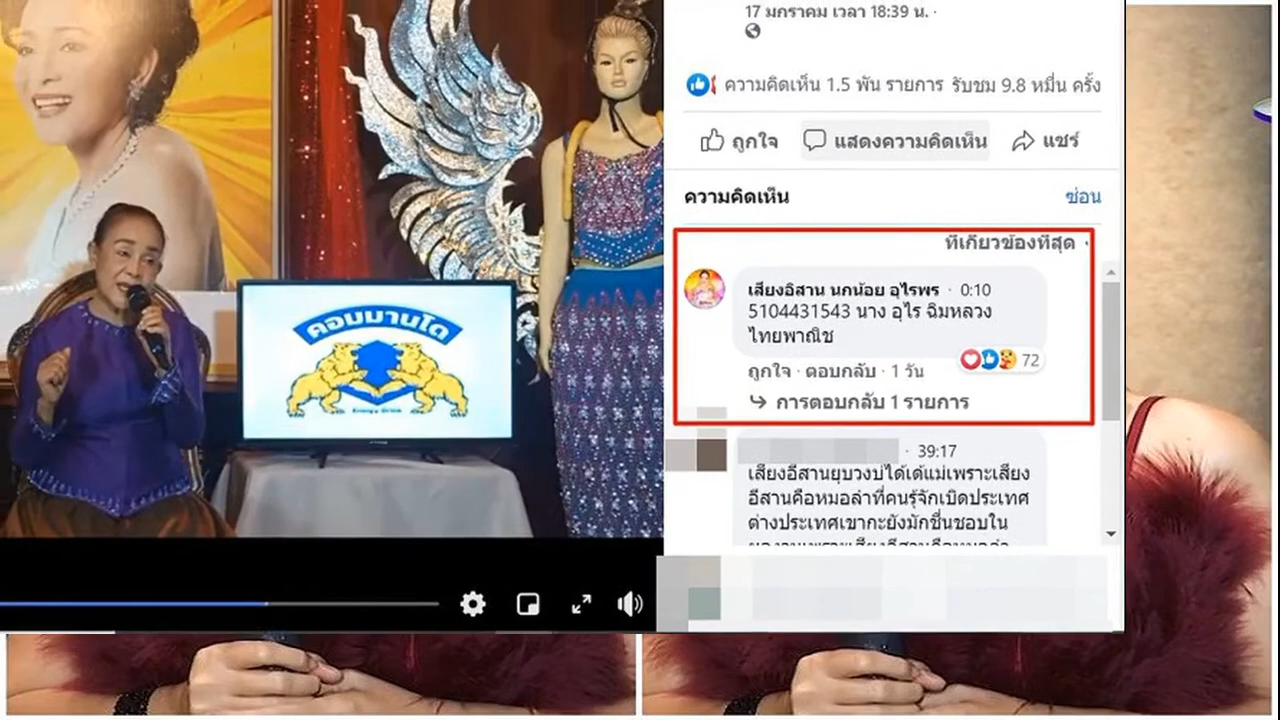 17 มกราคม เวลา 18:39 น. ·
ความคิดเห็น 1.5 พัน รายการ รับชม 9.8 หมื่น ครั้ง
ถูกใจ แสดงความคิดเห็น แชร์
ความคิดเห็น ซ่อน
ที่เกี่ยวข้องที่สุด
เสียงอิสาน นกน้อย อุไรพร · 0:10
5104431543 นาง อุไร ฉิมหลวง
ไทยพาณิช
72
ถูกใจ · ตอบกลับ · 1 วัน
การตอบกลับ 1 รายการ
· 39:17
เสียงอีสานยุบวงบ่ได้เด้แม่เพราะเสียง
อีสานคือหมอลำที่คนรู้จักเบิดประเทศ
ต่างประเทศเขากะยังมักชื่นชอบใน
คอมมานโด
Energy Drink